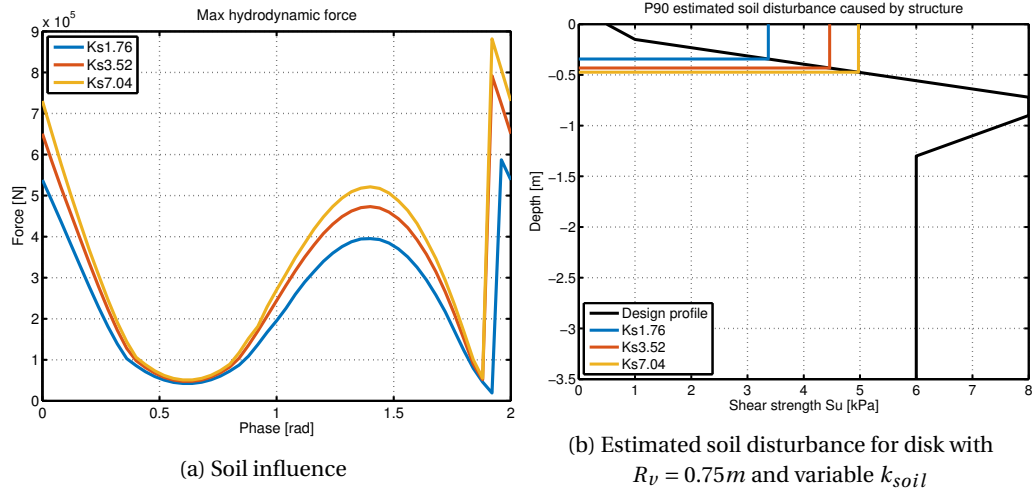 Max hydrodynamic force
x 10⁵
9
8
7
6
5
4
3
2
1
0
Force [N]
Ks1.76
Ks3.52
Ks7.04
0
0.5
1
1.5
2
Phase [rad]
(a) Soil influence
P90 estimated soil disturbance caused by structure
0
−0.5
−1
−1.5
−2
−2.5
−3
−3.5
Depth [m]
Design profile
Ks1.76
Ks3.52
Ks7.04
0
1
2
3
4
5
6
7
8
Shear strength Su [kPa]
(b) Estimated soil disturbance for disk with
R_v = 0.75m and variable k_soil